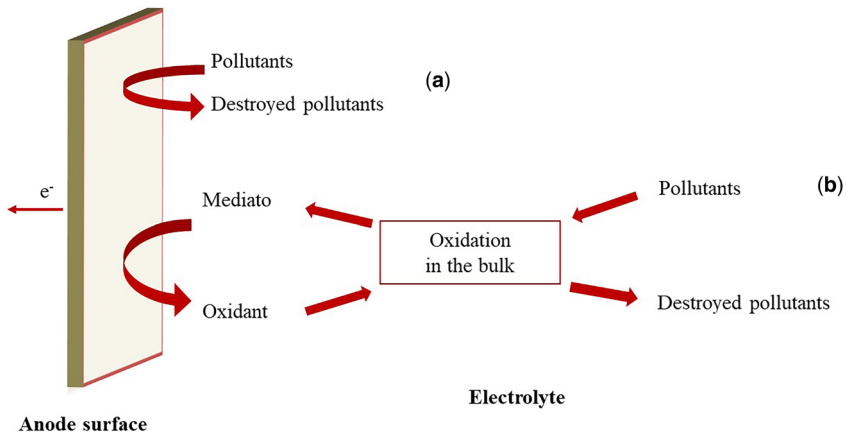 Pollutants
(a)
Destroyed pollutants
e-
Mediato
Pollutants
(b)
Oxidation
in the bulk
Oxidant
Destroyed pollutants
Electrolyte
Anode surface